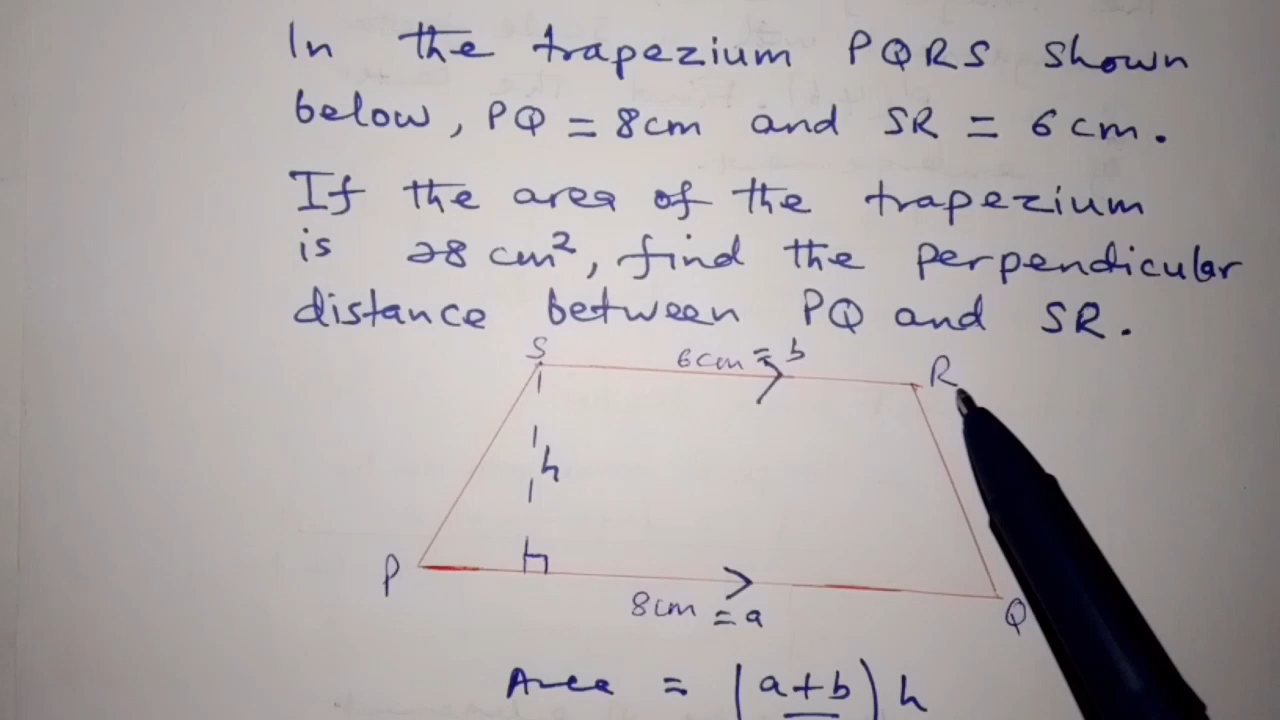 In the trapezium PQRS shown
below, PQ = 8cm and SR = 6cm.
If the area of the trapezium
is 28 cm², find the perpendicular
distance between PQ and SR.
S
6cm = b
R
h
P
8cm = a
Q
Area = (a+b) h